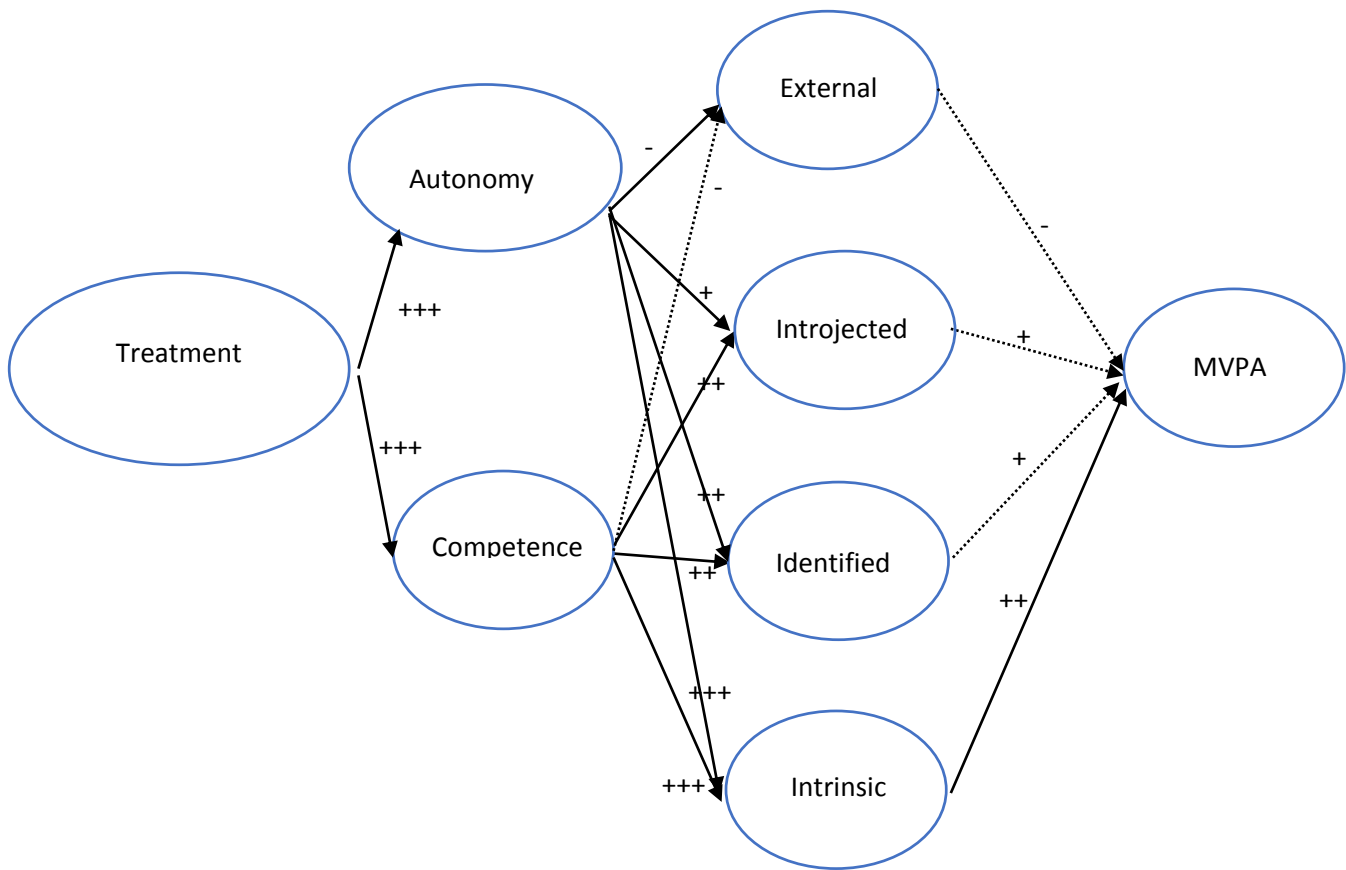 External
-
Autonomy
-
-
+
+++
Introjected
+
Treatment
MVPA
++
+++
+
++
Competence
Identified
++
++
+++
+++
Intrinsic